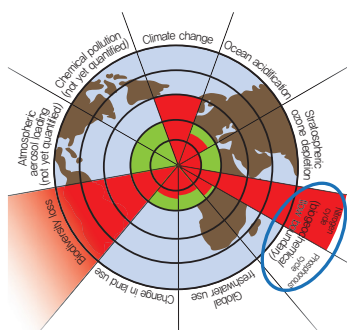 Climate change
Ocean acidification
Stratospheric
ozone depletion
Nitrogen
cycle
(biogeochemical
boundary)
Phosphorous
cycle
Global
freshwater use
Change in land use
Biodiversity loss
Atmospheric
aerosol loading
(not yet quantified)
Chemical pollution
(not yet quantified)